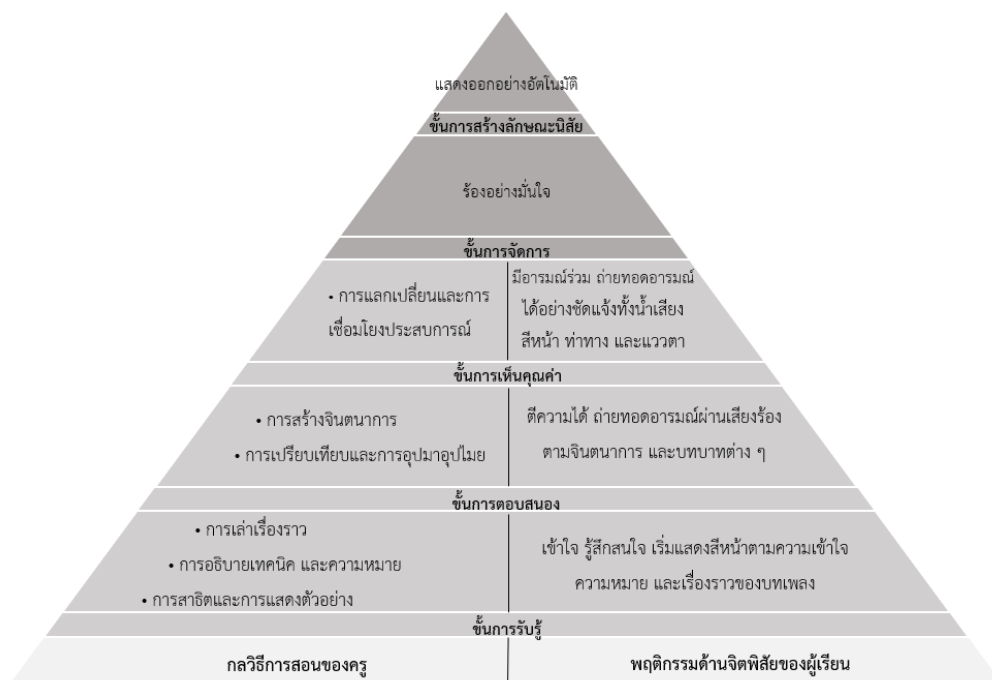 แสดงออกอย่างอัตโนมัติ
ขั้นการสร้างลักษณะนิสัย
ร้องอย่างมั่นใจ
ขั้นการจัดการ
• การแลกเปลี่ยนและการ
เชื่อมโยงประสบการณ์
มีอารมณ์ร่วม ถ่ายทอดอารมณ์
ได้อย่างชัดแจ้งทั้งน้ำเสียง
สีหน้า ท่าทาง และแววตา
ขั้นการเห็นคุณค่า
• การสร้างจินตนาการ
• การเปรียบเทียบและการอุปมาอุปไมย
ตีความได้ ถ่ายทอดอารมณ์ผ่านเสียงร้อง
ตามจินตนาการ และบทบาทต่าง ๆ
ขั้นการตอบสนอง
• การเล่าเรื่องราว
• การอธิบายเทคนิค และความหมาย
• การสาธิตและการแสดงตัวอย่าง
เข้าใจ รู้สึกสนใจ เริ่มแสดงสีหน้าตามความเข้าใจ
ความหมาย และเรื่องราวของบทเพลง
ขั้นการรับรู้
กลวิธีการสอนของครู
พฤติกรรมด้านจิตพิสัยของผู้เรียน